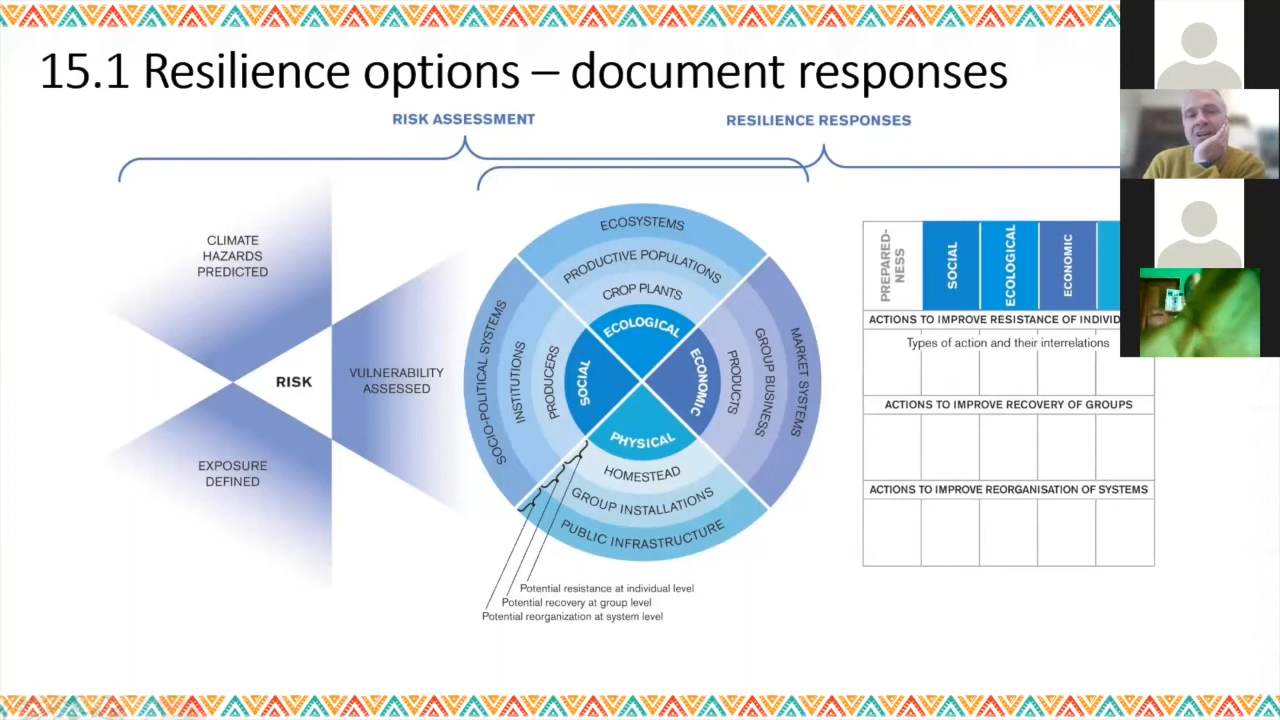 15.1 Resilience options – document responses
RISK ASSESSMENT
RESILIENCE RESPONSES
CLIMATE
HAZARDS
PREDICTED
RISK
VULNERABILITY
ASSESSED
EXPOSURE
DEFINED
ECOSYSTEMS
PRODUCTIVE POPULATIONS
CROP PLANTS
ECOLOGICAL
SOCIO-POLITICAL SYSTEMS
INSTITUTIONS
PRODUCERS
SOCIAL
ECONOMIC
PRODUCTS
GROUP BUSINESS
MARKET SYSTEMS
PHYSICAL
HOMESTEAD
GROUP INSTALLATIONS
PUBLIC INFRASTRUCTURE
Potential resistance at individual level
Potential recovery at group level
Potential reorganization at system level
PREPARED-
NESS
SOCIAL
ECOLOGICAL
ECONOMIC
ACTIONS TO IMPROVE RESISTANCE OF INDIVID
Types of action and their interrelations
ACTIONS TO IMPROVE RECOVERY OF GROUPS
ACTIONS TO IMPROVE REORGANISATION OF SYSTEMS